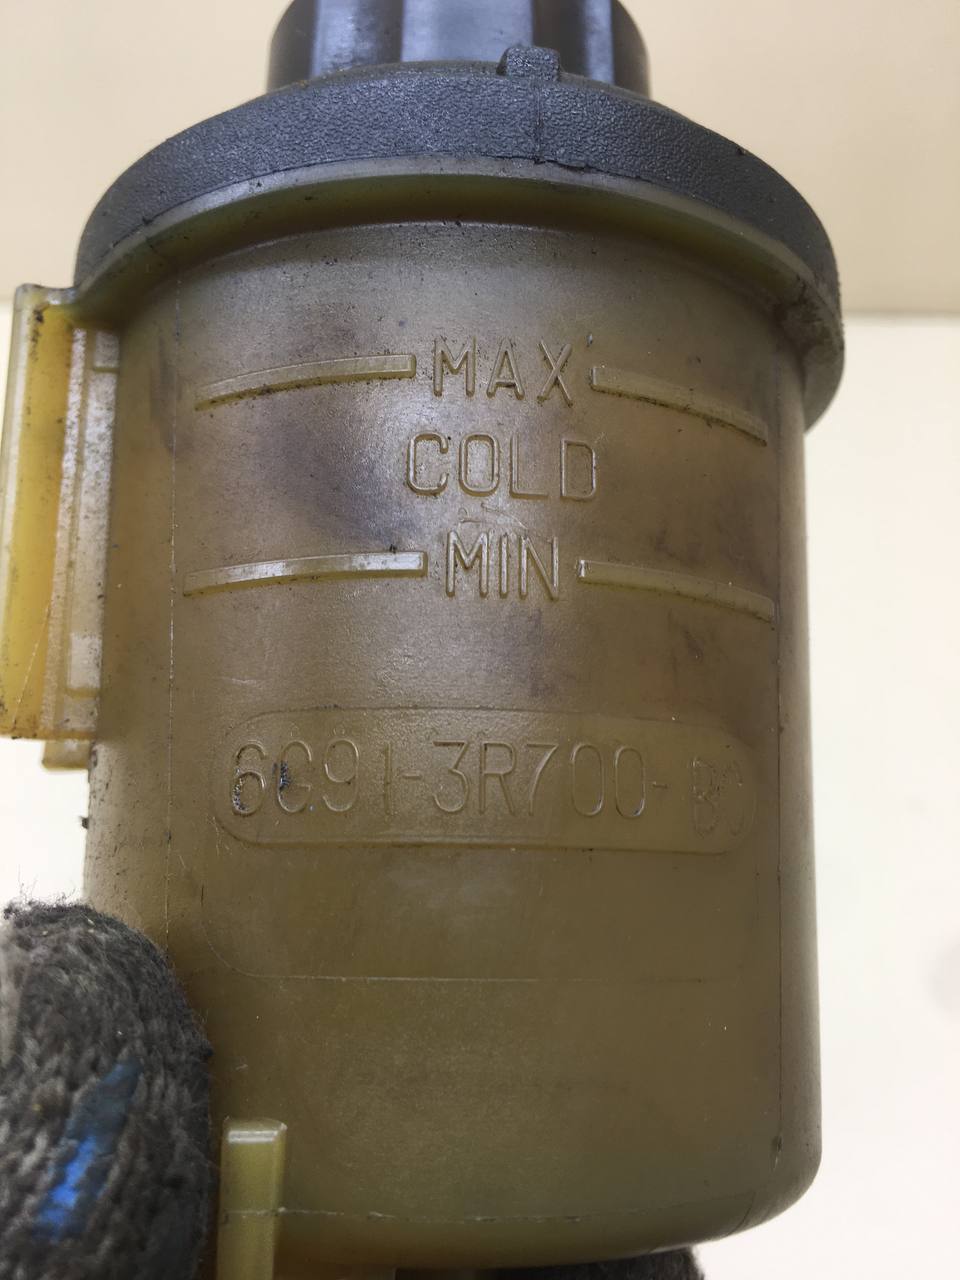 MAX
COLD
MIN
6G91-3R700-BC